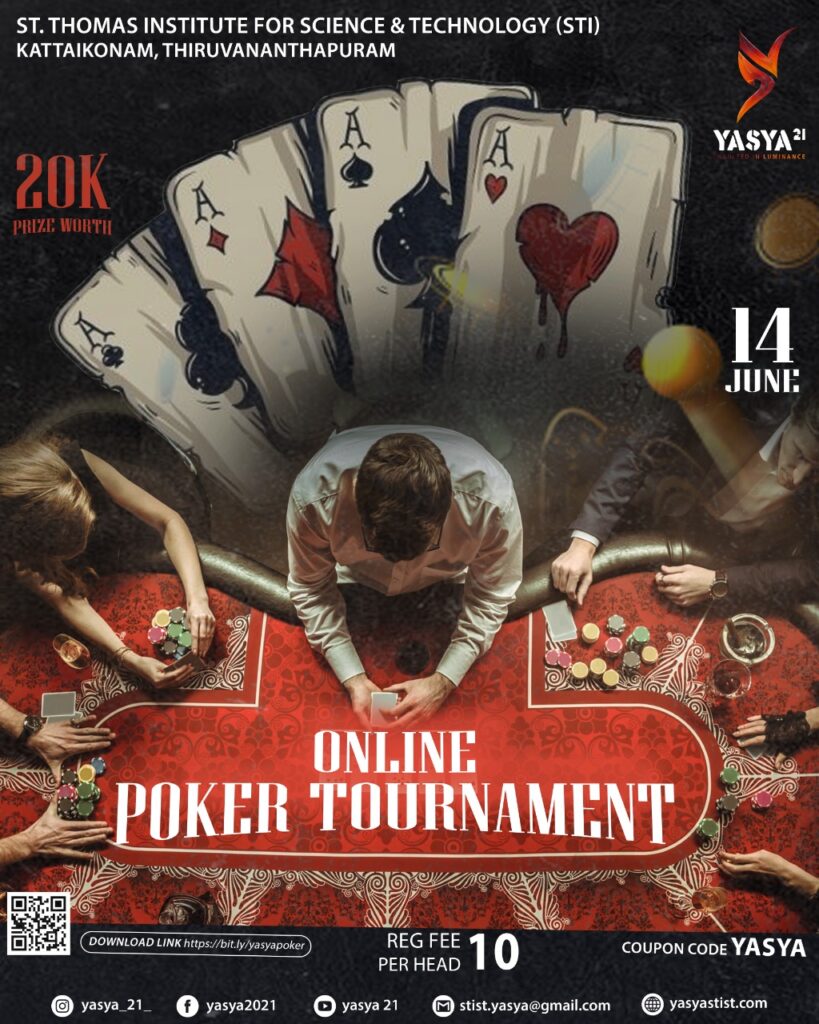 ST. THOMAS INSTITUTE FOR SCIENCE & TECHNOLOGY (STI)
KATTAIKONAM, THIRUVANANTHAPURAM
YASYA 21
LUMINANCE
20K
PRIZE WORTH
A
A
A
A
14
JUNE
ONLINE
POKER TOURNAMENT
DOWNLOAD LINK https://bit.ly/yasyapoker
REG FEE
PER HEAD 10
COUPON CODE YASYA
yasya_21_
yasya2021
yasya 21
stist.yasya@gmail.com
yasyastist.com